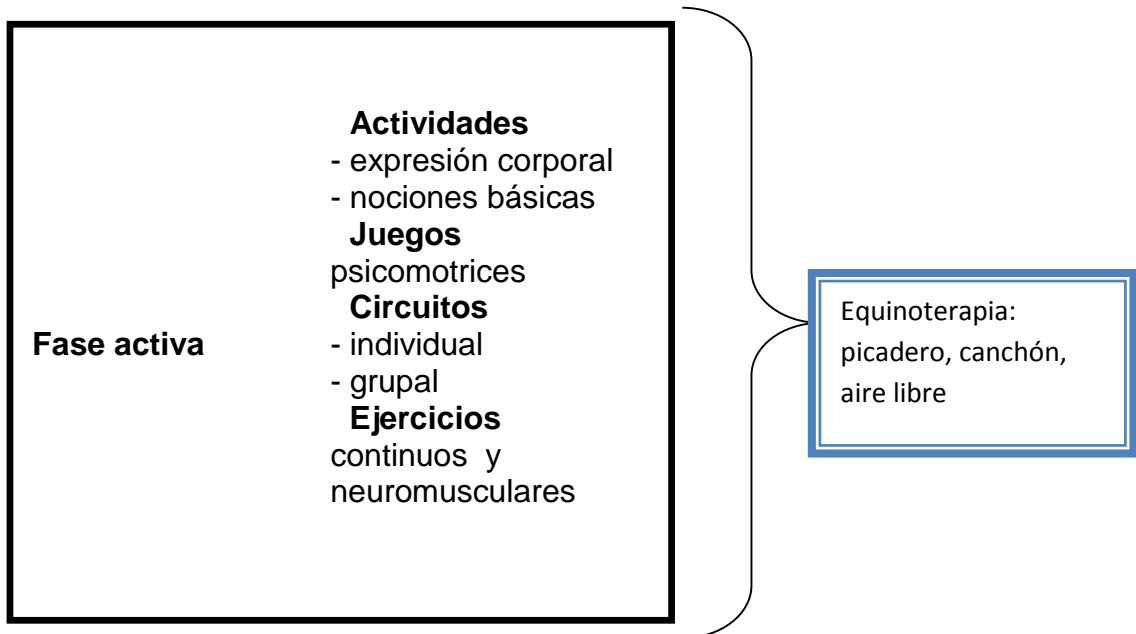 Actividades
- expresión corporal
- nociones básicas
Juegos
psicomotrices
Circuitos
Fase activa
- individual
- grupal
Ejercicios
continuos y
neuromusculares
Equinoterapia:
picadero, canchón,
aire libre